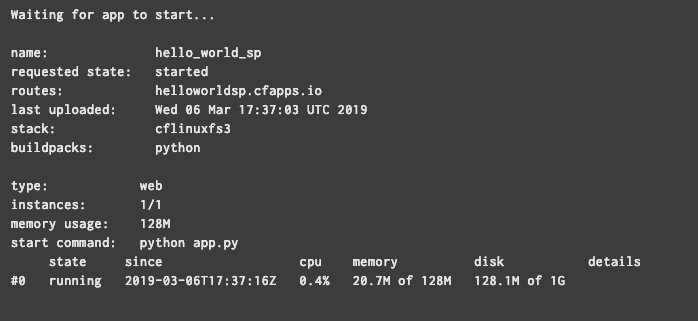 Waiting for app to start...
name: hello_world_sp
requested state: started
routes: helloworldsp.cfapps.io
last uploaded: Wed 06 Mar 17:37:03 UTC 2019
stack: cflinuxfs3
buildpacks: python
type: web
instances: 1/1
memory usage: 128M
start command: python app.py
state since cpu memory disk details
#0 running 2019-03-06T17:37:16Z 0.4% 20.7M of 128M 128.1M of 1G